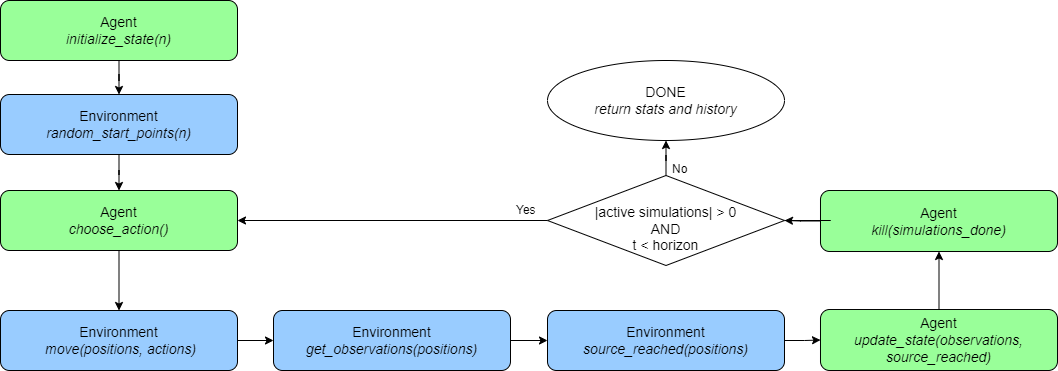 Agent
initialize_state(n)
Environment
random_start_points(n)
Agent
choose_action()
Environment
move(positions, actions)
Environment
get_observations(positions)
Environment
source_reached(positions)
Agent
update_state(observations,
source_reached)
Agent
kill(simulations_done)
|active simulations| > 0
AND
t < horizon
Yes
No
DONE
return stats and history